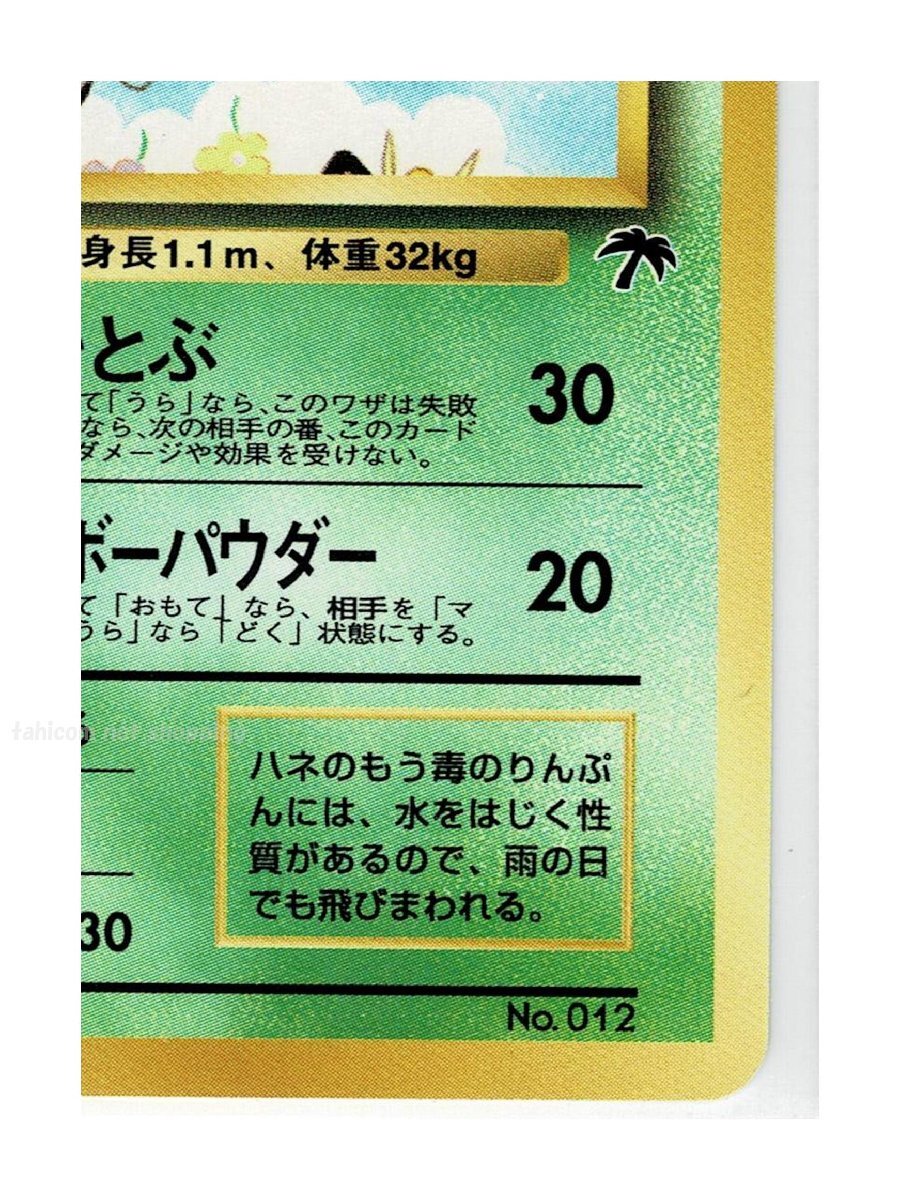 身長1.1m、体重32kg
とぶ
30
て「うら」なら、このワザは失敗
なら、次の相手の番、このカード
ダメージや効果を受けない。
ボーパウダー
20
て「おもて」なら、相手を「マ
うら」なら「どく」状態にする。
tahicom net shopping
ハネのもう毒のりんぷ
んには、水をはじく性
質があるので、雨の日
でも飛びまわれる。
30
No.012